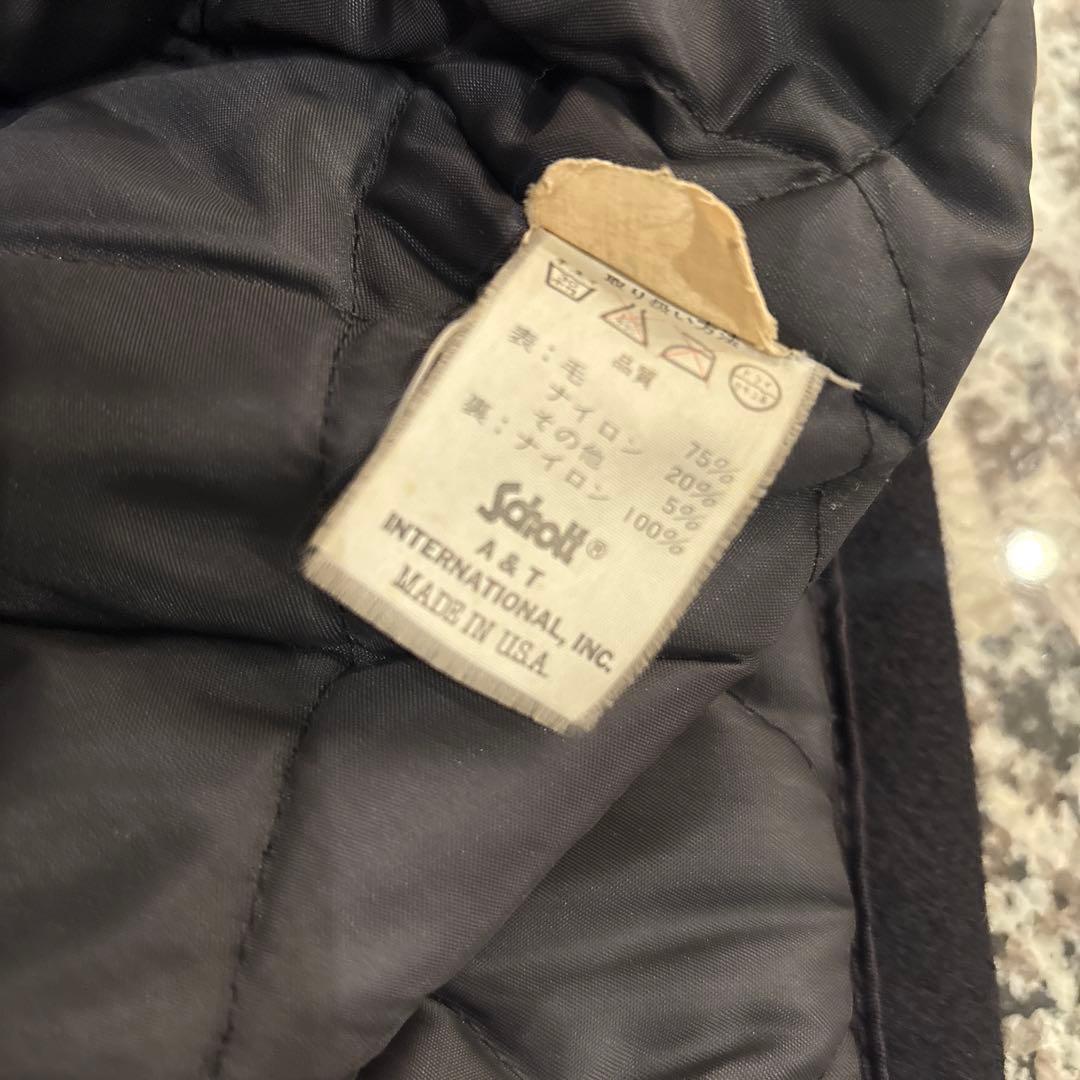 取り扱い方法
品質
表：毛 75%
ナイロン 20%
その他 5%
裏：ナイロン 100%
Schott®
A & T
INTERNATIONAL, INC.
MADE IN U.S.A.